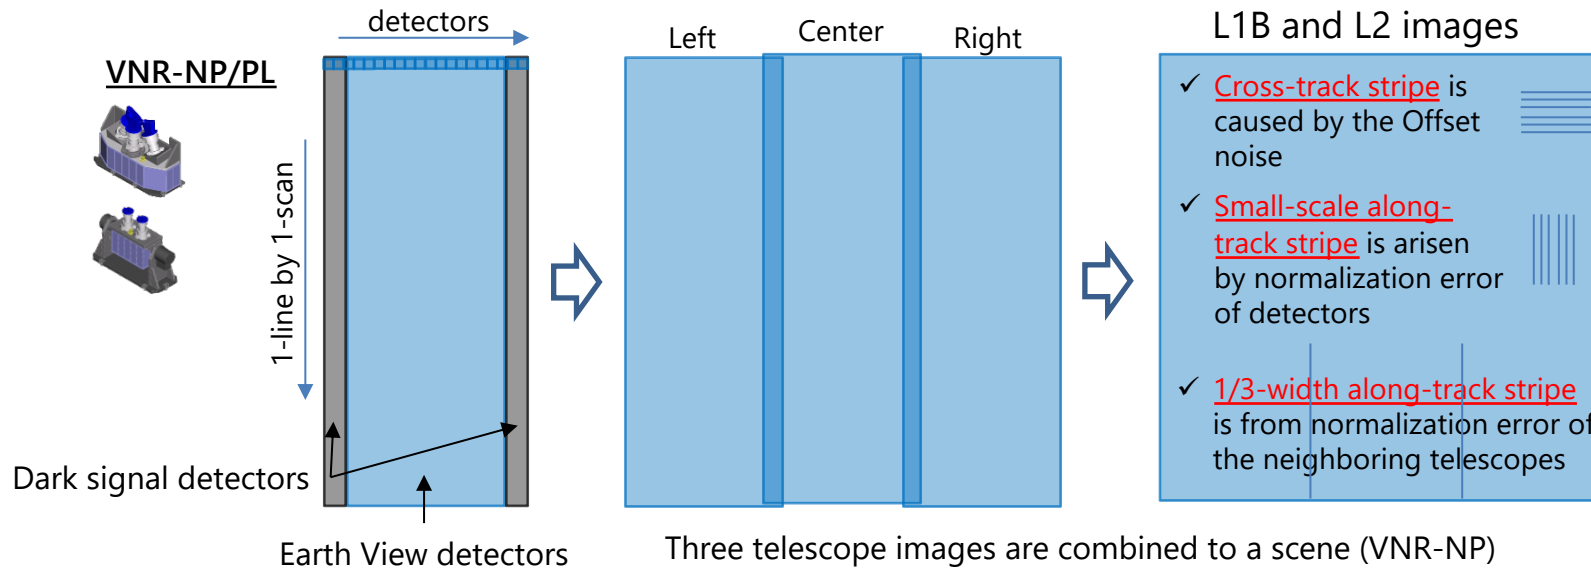 VNR-NP/PL
detectors
1-line by 1-scan
Dark signal detectors
Earth View detectors
Left
Center
Right
Three telescope images are combined to a scene (VNR-NP)
L1B and L2 images
✓ Cross-track stripe is
caused by the Offset
noise
✓ Small-scale along-
track stripe is arisen
by normalization error
of detectors
✓ 1/3-width along-track stripe
is from normalization error of
the neighboring telescopes